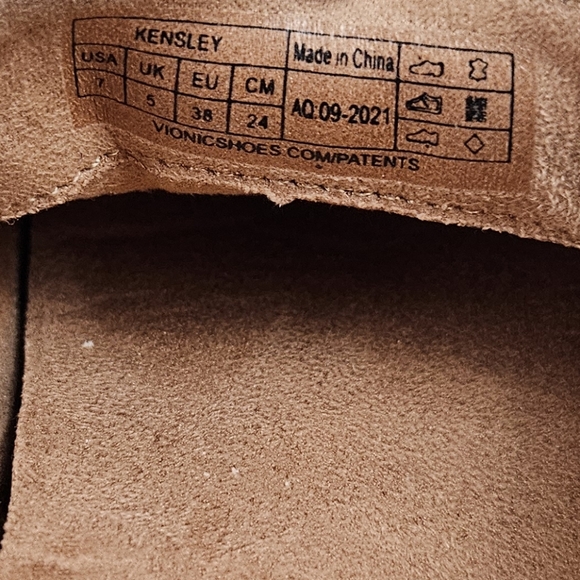 KENSLEY
USA UK EU CM
7 5 38 24
Made in China
AQ 09-2021
VIONICSHOES.COM/PATENTS